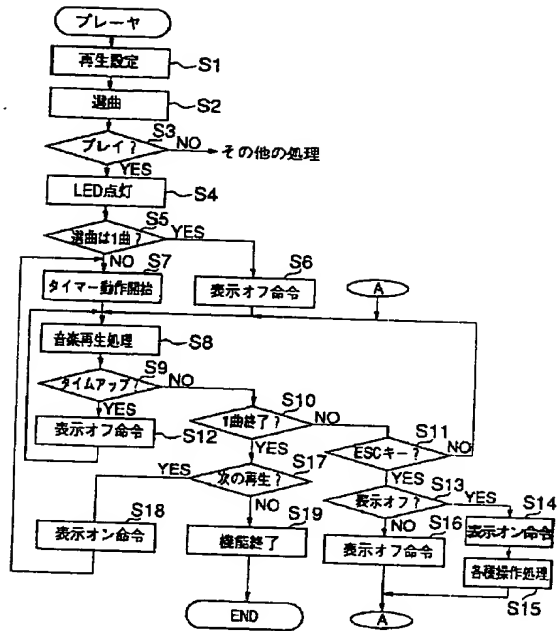 プレーヤ
再生設定
S1
選曲
S2
プレイ?
S3
NO
その他の処理
YES
LED点灯
S4
選曲は1曲?
S5
YES
NO
S7
S6
タイマー動作開始
表示オフ命令
A
音楽再生処理
S8
タイムアップ?
S9
NO
YES
S10
1曲終了?
NO
表示オフ命令
S12
YES
S11
ESCキー?
NO
YES
次の再生?
S17
YES
S13
表示オフ?
YES
S14
S18
表示オン命令
NO
S19
機能終了
NO
S16
表示オフ命令
表示オン命令
各種操作処理
S15
END
A